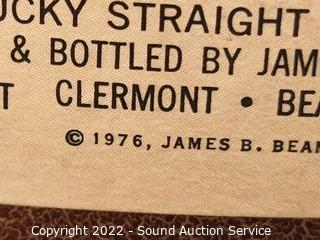 UCKY STRAIGHT
& BOTTLED BY JAM
T CLERMONT • BEA
© 1976, JAMES B. BEAM
Copyright 2022 - Sound Auction Service